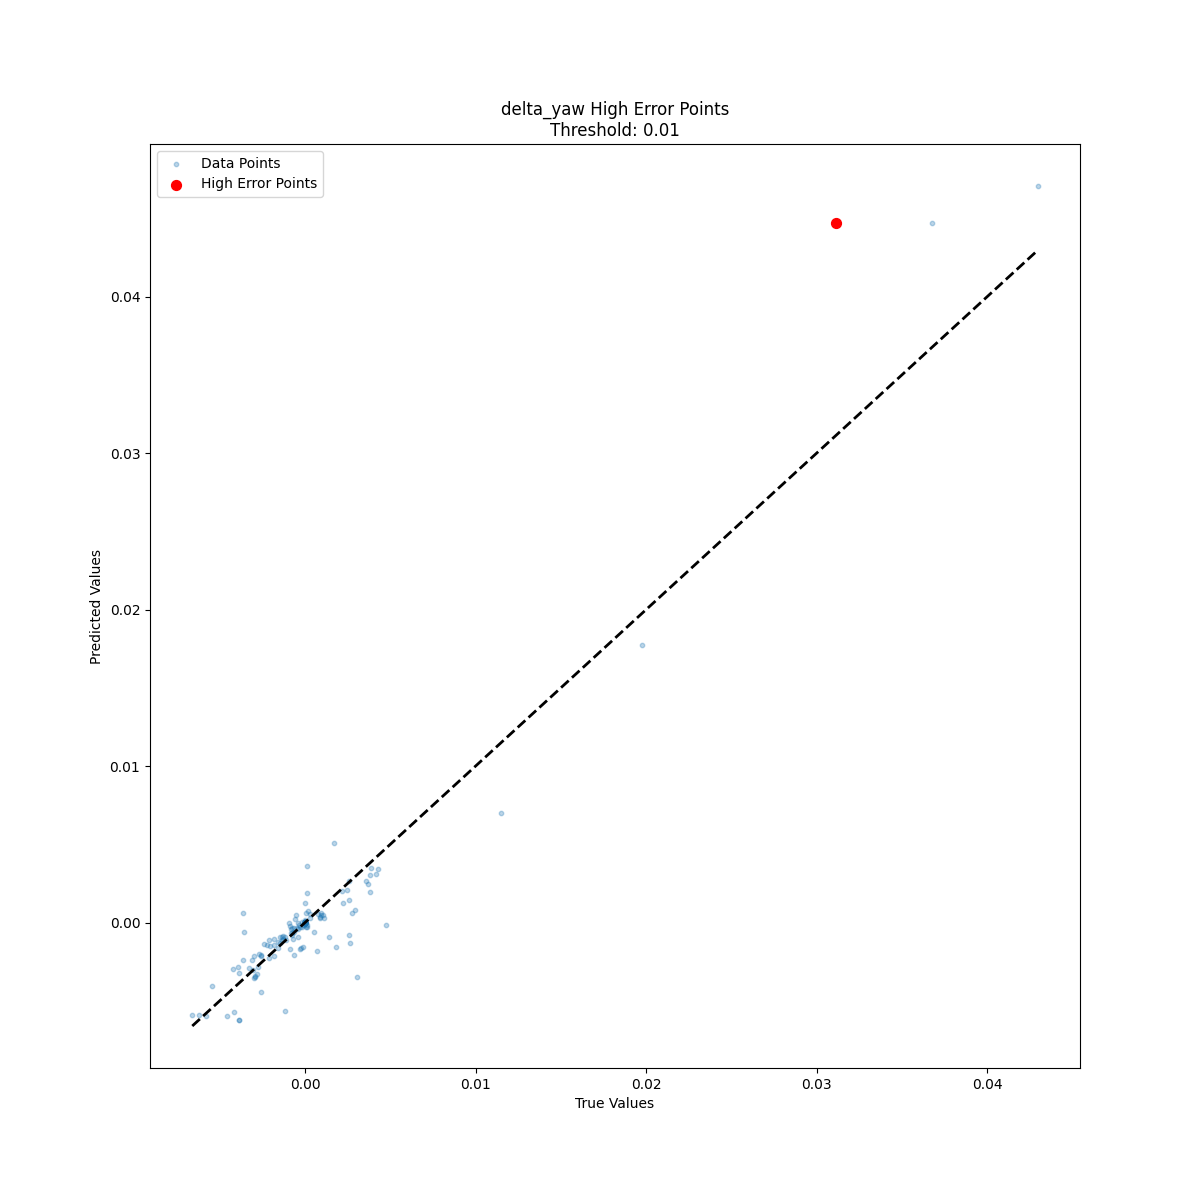 delta_yaw High Error Points
Threshold: 0.01
Data Points
High Error Points
0.04
0.03
0.02
0.01
0.00
Predicted Values
0.00
0.01
0.02
0.03
0.04
True Values